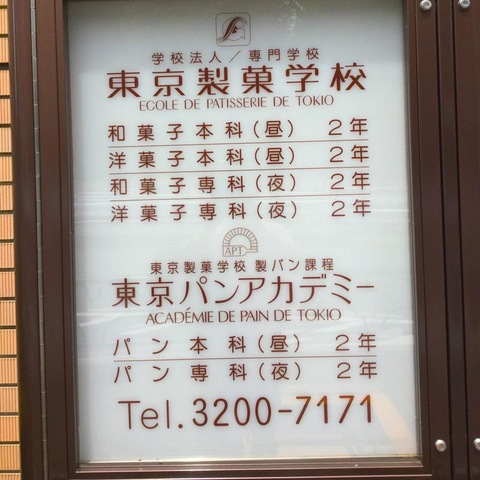 学校法人/専門学校
東京製菓学校
ECOLE DE PATISSERIE DE TOKIO
和菓子本科(昼) 2年
洋菓子本科(昼) 2年
和菓子専科(夜) 2年
洋菓子専科(夜) 2年
APT
東京製菓学校 製パン課程
東京パンアカデミー
ACADÉMIE DE PAIN DE TOKIO
パン本科(昼) 2年
パン専科(夜) 2年
Tel.3200-7171